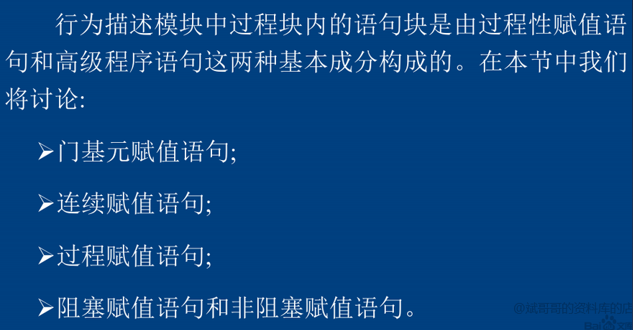 行为描述模块中过程块内的语句块是由过程性赋值语
句和高级程序语句这两种基本成分构成的。在本节中我们
将讨论:
➢门基元赋值语句;
➢连续赋值语句;
➢过程赋值语句;
➢阻塞赋值语句和非阻塞赋值语句。